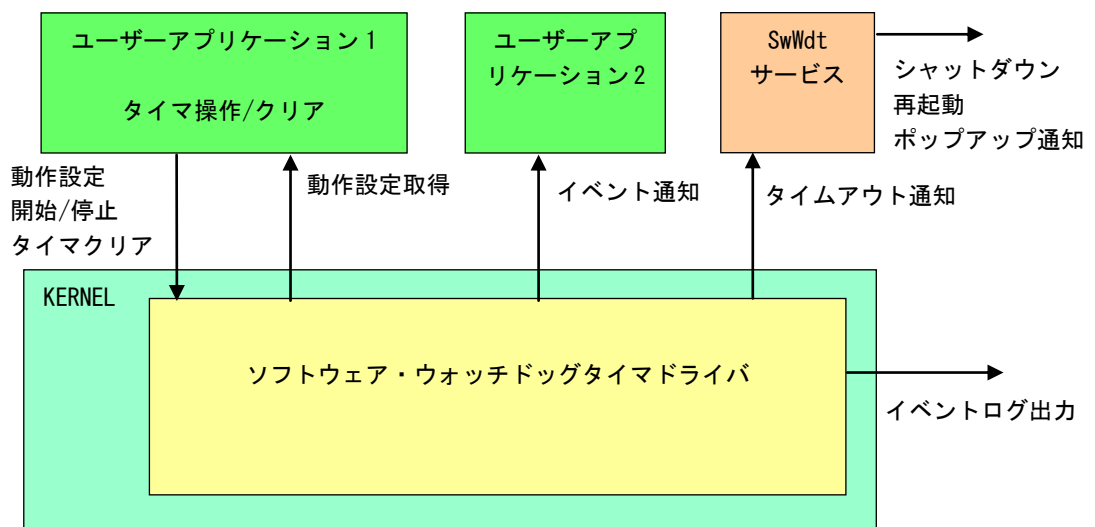 ユーザーアプリケーション1
タイマ操作/クリア
ユーザーアプ
リケーション2
SwWdt
サービス
シャットダウン
再起動
ポップアップ通知
動作設定
開始/停止
タイマクリア
動作設定取得
イベント通知
タイムアウト通知
KERNEL
ソフトウェア・ウォッチドッグタイマドライバ
イベントログ出力